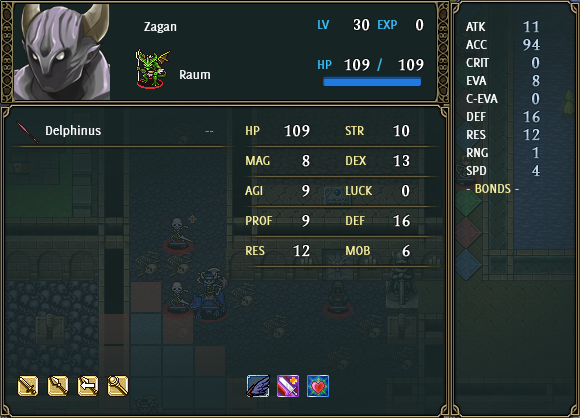 Zagan
LV 30 EXP 0
Raum
HP 109 / 109
Delphinus --
HP 109 STR 10
MAG 8 DEX 13
AGI 9 LUCK 0
PROF 9 DEF 16
RES 12 MOB 6
ATK 11
ACC 94
CRIT 0
EVA 8
C-EVA 0
DEF 16
RES 12
RNG 1
SPD 4
- BONDS -